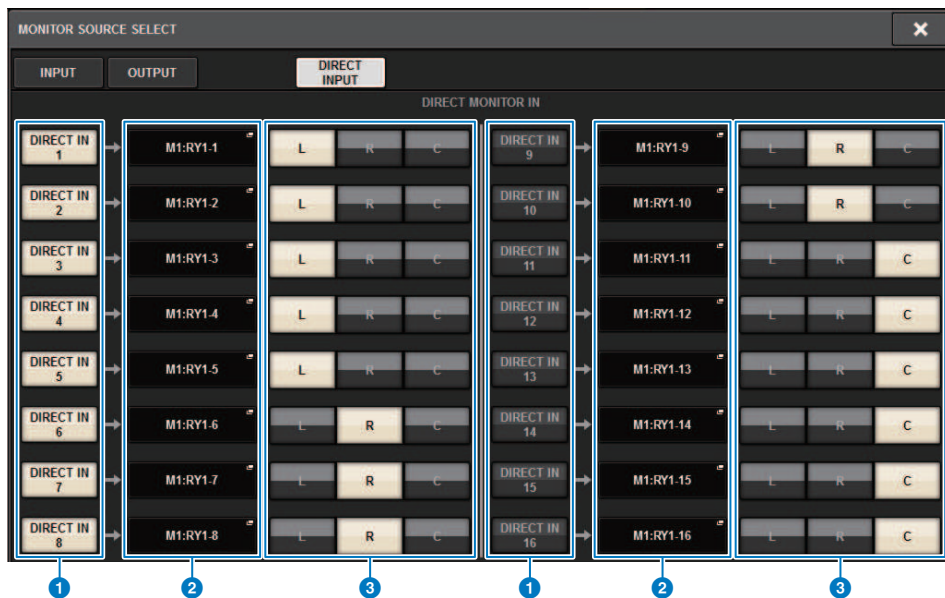 MONITOR SOURCE SELECT
INPUT OUTPUT DIRECT INPUT
DIRECT MONITOR IN
DIRECT IN 1 M1:RY1-1 L R C DIRECT IN 9 M1:RY1-9 L R C
DIRECT IN 2 M1:RY1-2 L R C DIRECT IN 10 M1:RY1-10 L R C
DIRECT IN 3 M1:RY1-3 L R C DIRECT IN 11 M1:RY1-11 L R C
DIRECT IN 4 M1:RY1-4 L R C DIRECT IN 12 M1:RY1-12 L R C
DIRECT IN 5 M1:RY1-5 L R C DIRECT IN 13 M1:RY1-13 L R C
DIRECT IN 6 M1:RY1-6 L R C DIRECT IN 14 M1:RY1-14 L R C
DIRECT IN 7 M1:RY1-7 L R C DIRECT IN 15 M1:RY1-15 L R C
DIRECT IN 8 M1:RY1-8 L R C DIRECT IN 16 M1:RY1-16 L R C
1 2 3 1 2 3